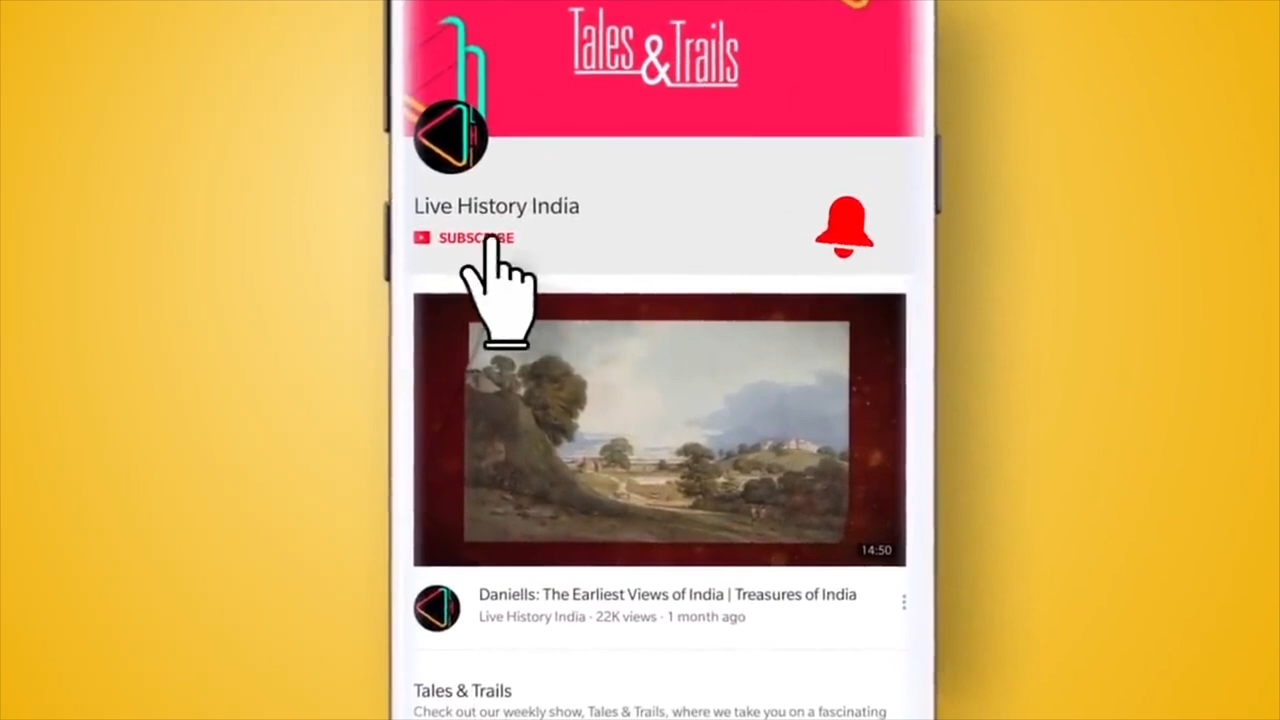 Tales & Trails
Live History India
SUBSCRIBE
14:50
Daniells: The Earliest Views of India | Treasures of India
Live History India · 22K views · 1 month ago
Tales & Trails
Check out our weekly show, Tales & Trails, where we take you on a fascinating